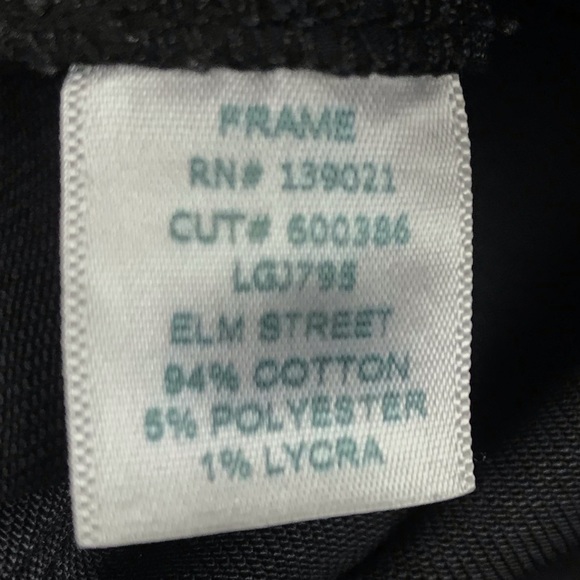 FRAME
RN# 139021
CUT# 600386
LGJ795
ELM STREET
94% COTTON
5% POLYESTER
1% LYCRA